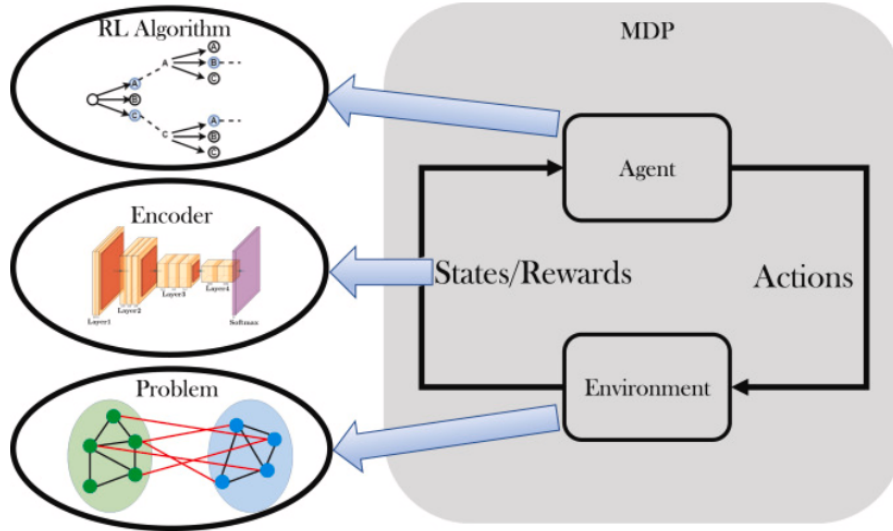 RL Algorithm
A
B
C
A
B
C
A
C
A
B
C
Encoder
Layer1
Layer2
Layer3
Layer4
Softmax
Problem
MDP
Agent
States/Rewards
Actions
Environment